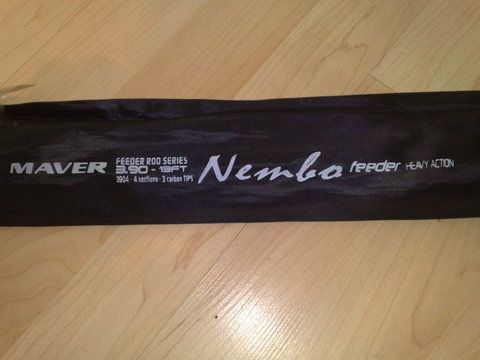 MAVER FEEDER ROD SERIES Nembo feeder HEAVY ACTION
3.90 - 13FT
3904 - 4 sections - 3 carbon TIPS